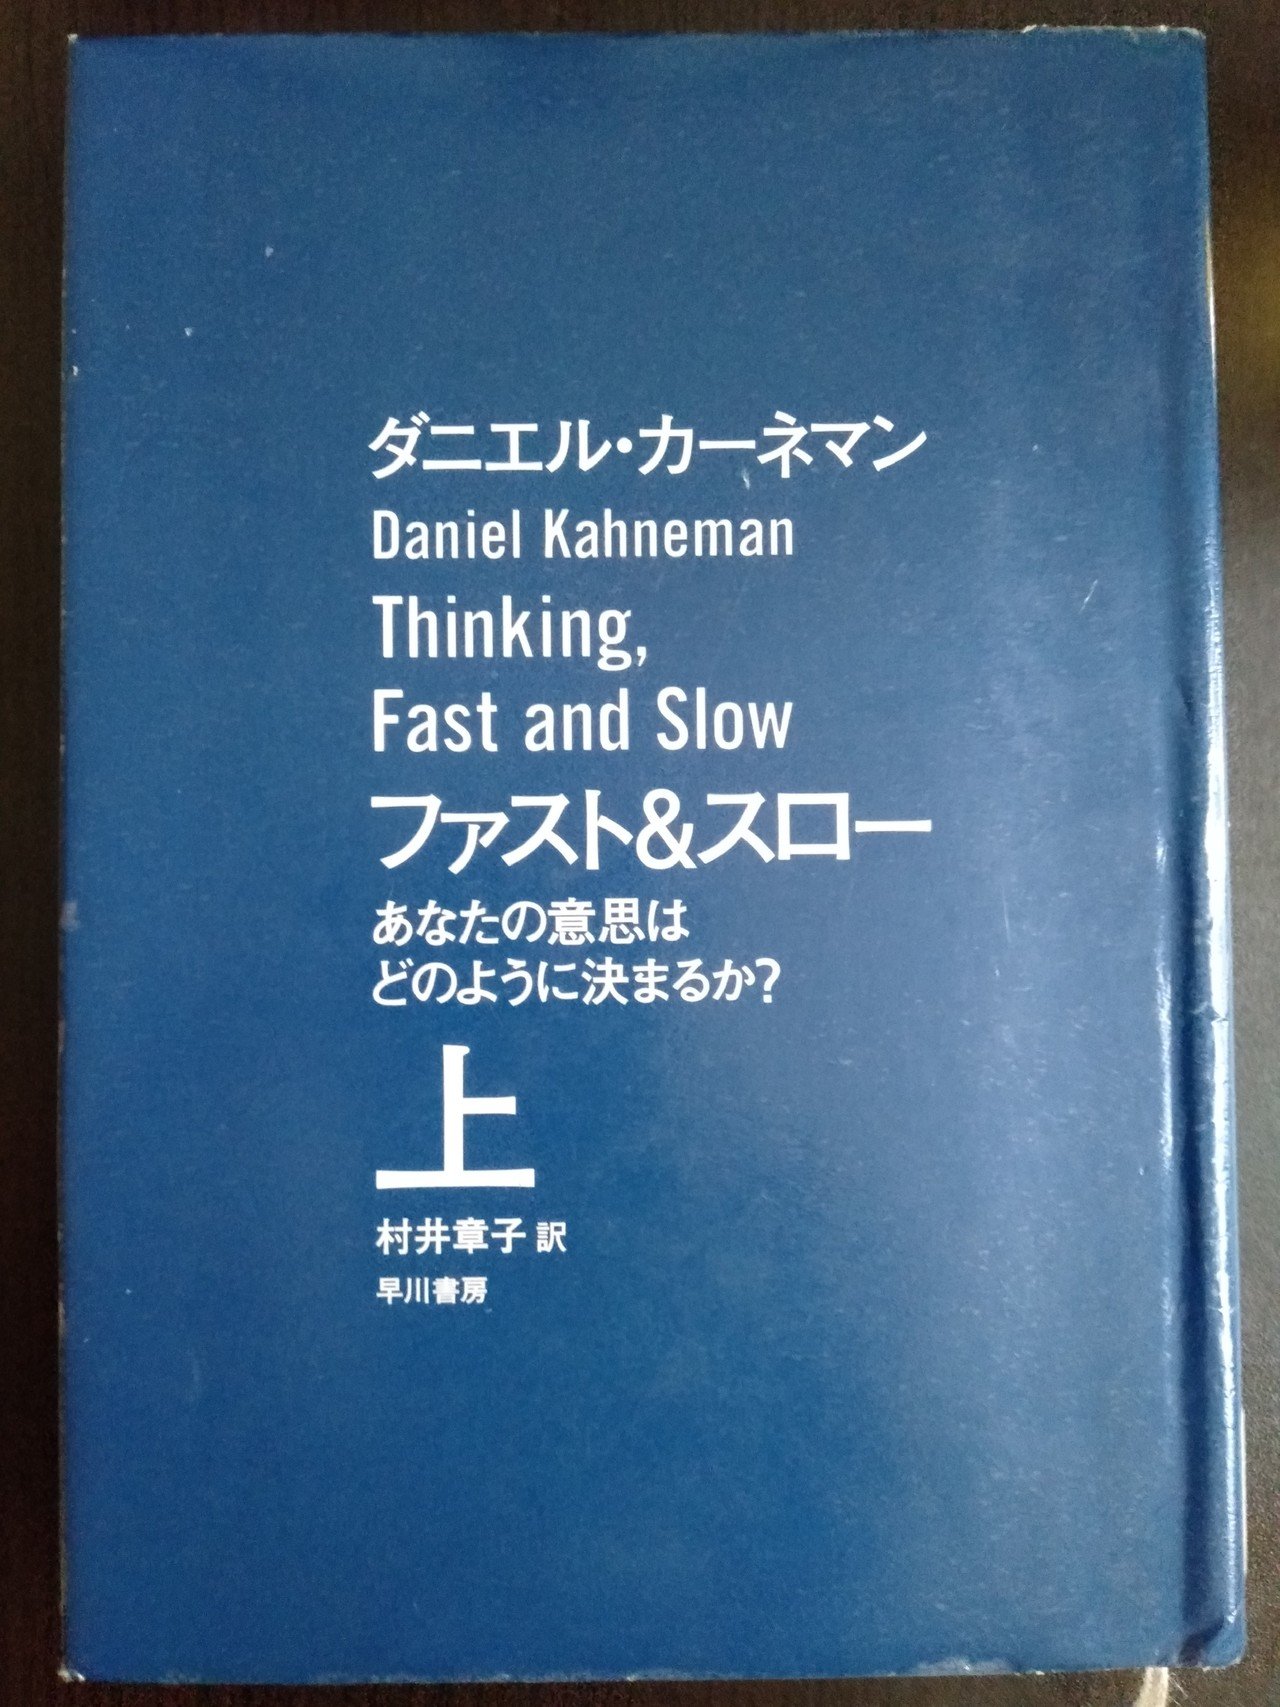 ダニエル・カーネマン
Daniel Kahneman
Thinking,
Fast and Slow
ファスト&スロー
あなたの意思は
どのように決まるか?
上
村井章子 訳
早川書房